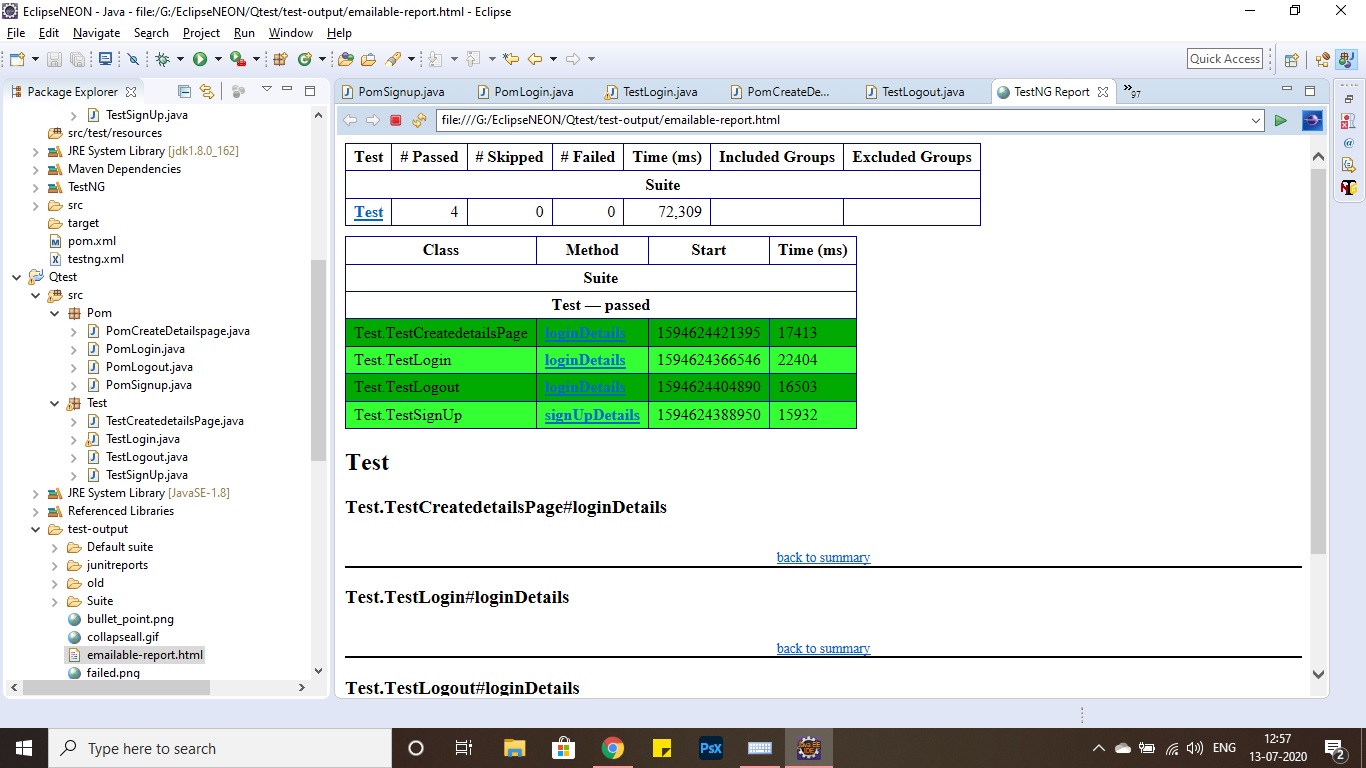 EclipseNEON - Java - file:/G:/EclipseNEON/Qtest/test-output/emailable-report.html - Eclipse
File Edit Navigate Search Project Run Window Help
Quick Access
Package Explorer
TestSignUp.java
src/test/resources
JRE System Library [jdk1.8.0_162]
Maven Dependencies
TestNG
src
target
pom.xml
testng.xml
Qtest
src
Pom
PomCreateDetailspage.java
PomLogin.java
PomLogout.java
PomSignup.java
Test
TestCreatedetailsPage.java
TestLogin.java
TestLogout.java
TestSignUp.java
JRE System Library [JavaSE-1.8]
Referenced Libraries
test-output
Default suite
junitreports
old
Suite
bullet_point.png
collapseall.gif
emailable-report.html
failed.png
PomSignup.java PomLogin.java TestLogin.java PomCreateDe... TestLogout.java TestNG Report »97
file:///G:/EclipseNEON/Qtest/test-output/emailable-report.html
Test # Passed # Skipped # Failed Time (ms) Included Groups Excluded Groups
Suite
Test 4 0 0 72,309
Class Method Start Time (ms)
Suite
Test — passed
Test.TestCreatedetailsPage loginDetails 1594624421395 17413
Test.TestLogin loginDetails 1594624366546 22404
Test.TestLogout loginDetails 1594624404890 16503
Test.TestSignUp signUpDetails 1594624388950 15932
Test
Test.TestCreatedetailsPage#loginDetails
back to summary
Test.TestLogin#loginDetails
back to summary
Test.TestLogout#loginDetails
Type here to search
PsX
JAVA EE
IDE
ENG
12:57
13-07-2020
2